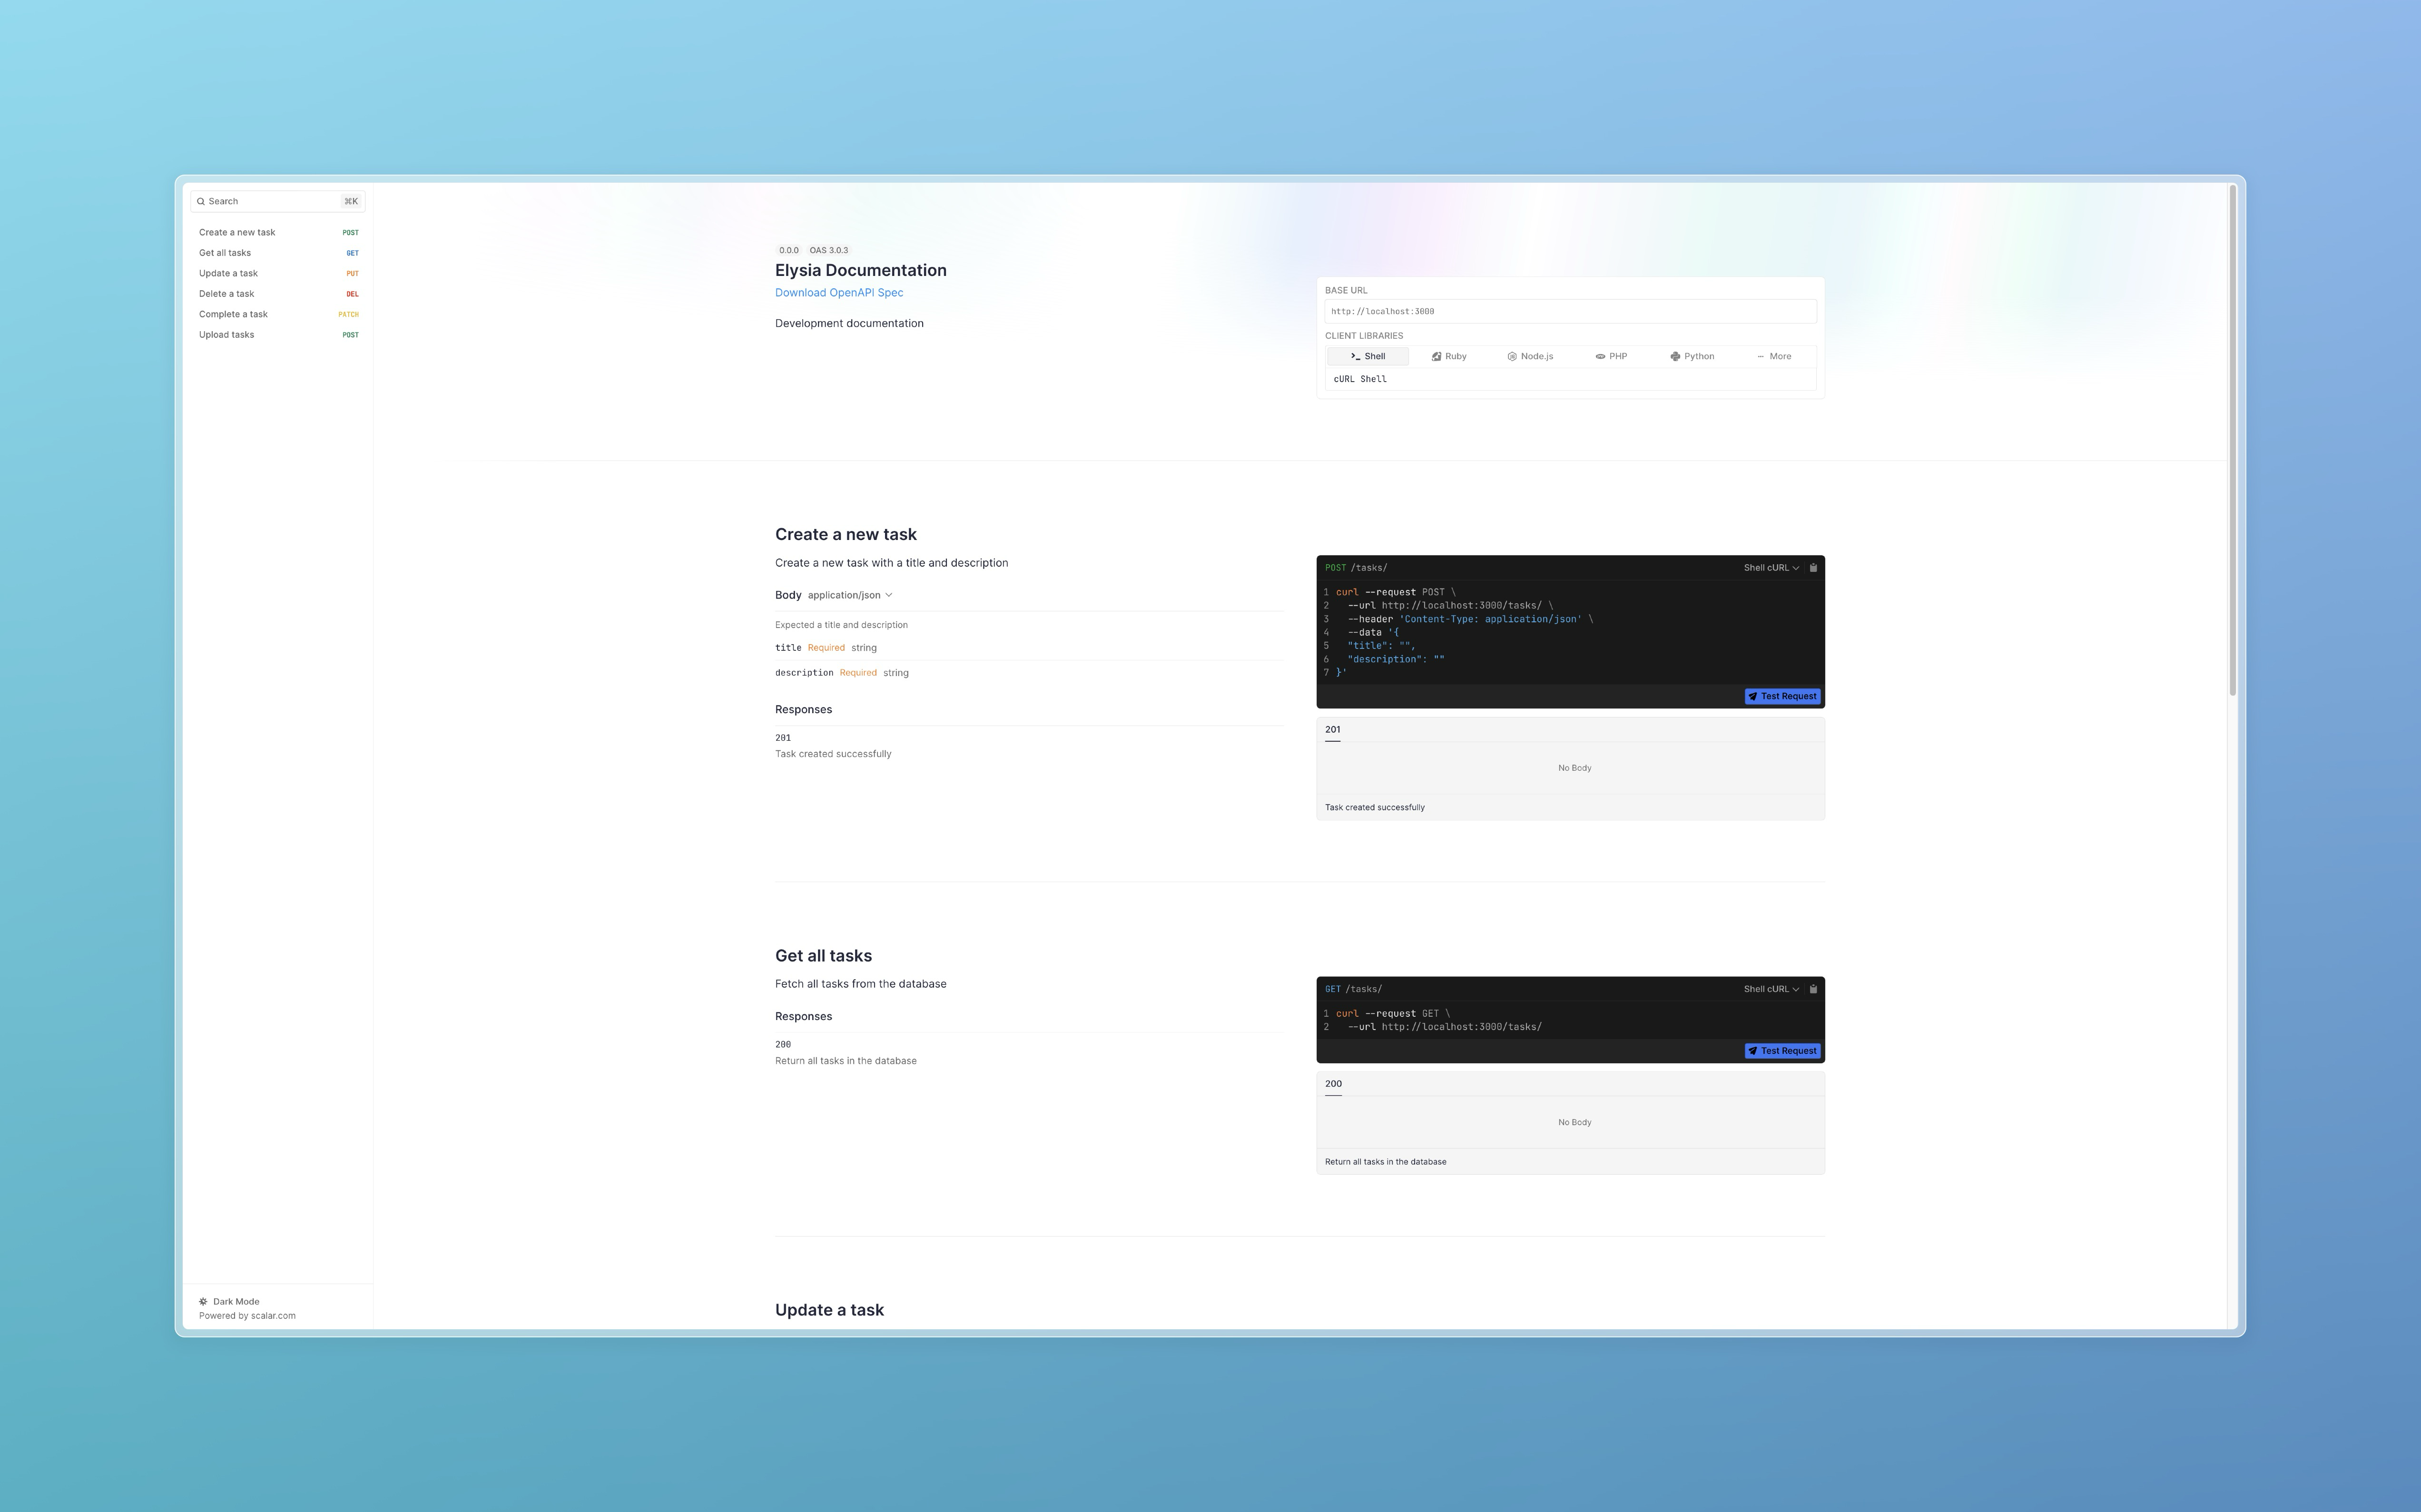 Search ⌘K
Create a new task POST
Get all tasks GET
Update a task PUT
Delete a task DEL
Complete a task PATCH
Upload tasks POST
Dark Mode
Powered by scalar.com
0.0.0 OAS 3.0.3
Elysia Documentation
Download OpenAPI Spec
Development documentation
BASE URL
http://localhost:3000
CLIENT LIBRARIES
Shell Ruby Node.js PHP Python More
cURL Shell
Create a new task
Create a new task with a title and description
Body application/json
Expected a title and description
title Required string
description Required string
Responses
201
Task created successfully
POST /tasks/ Shell cURL
1 curl --request POST \
2 --url http://localhost:3000/tasks/ \
3 --header 'Content-Type: application/json' \
4 --data '{
5 "title": "",
6 "description": ""
7 }'
Test Request
201
No Body
Task created successfully
Get all tasks
Fetch all tasks from the database
Responses
200
Return all tasks in the database
GET /tasks/ Shell cURL
1 curl --request GET \
2 --url http://localhost:3000/tasks/
Test Request
200
No Body
Return all tasks in the database
Update a task